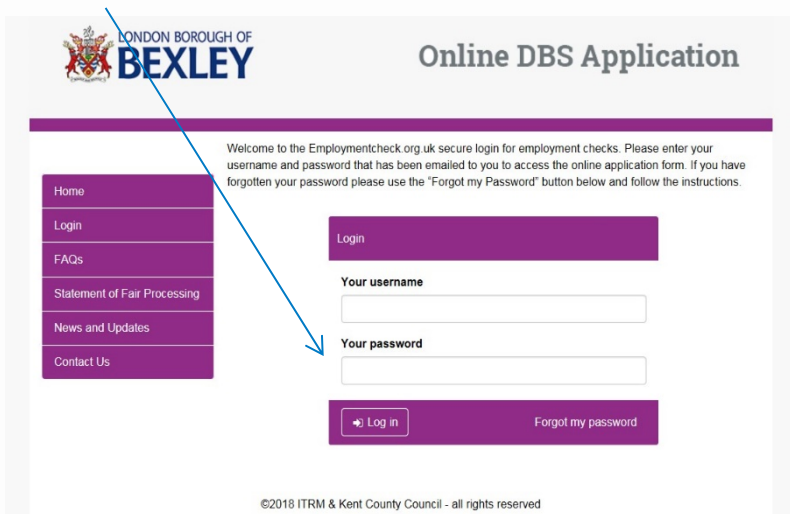 LONDON BOROUGH OF
BEXLEY
Online DBS Application
Welcome to the Employmentcheck.org.uk secure login for employment checks. Please enter your
username and password that has been emailed to you to access the online application form. If you have
forgotten your password please use the "Forgot my Password" button below and follow the instructions.
Home
Login
FAQs
Statement of Fair Processing
News and Updates
Contact Us
Login
Your username
Your password
Log in
Forgot my password
©2018 ITRM & Kent County Council - all rights reserved